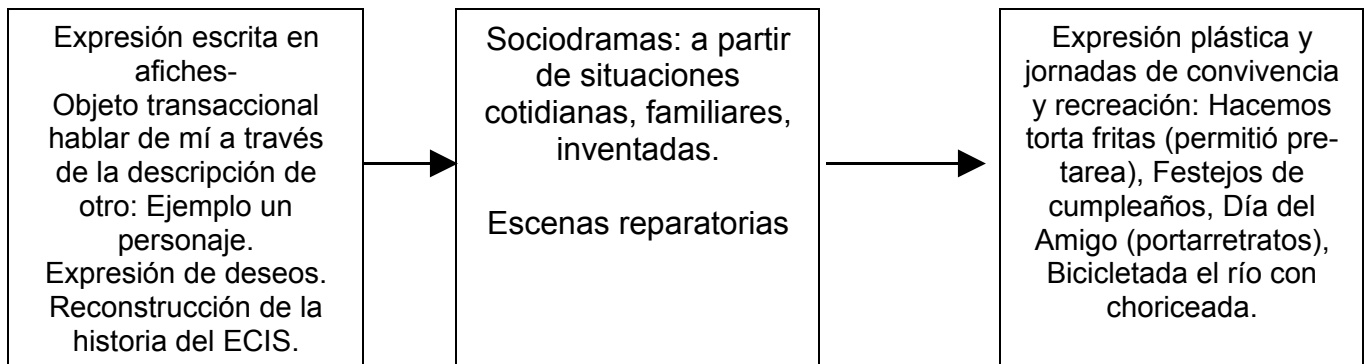 Expresión escrita en
afiches-
Objeto transaccional
hablar de mí a través
de la descripción de
otro: Ejemplo un
personaje.
Expresión de deseos.
Reconstrucción de la
historia del ECIS.
Sociodramas: a partir
de situaciones
cotidianas, familiares,
inventadas.
Escenas reparatorias
Expresión plástica y
jornadas de convivencia
y recreación: Hacemos
torta fritas (permitió pre-
tarea), Festejos de
cumpleaños, Día del
Amigo (portarretratos),
Bicicletada el río con
choriceada.